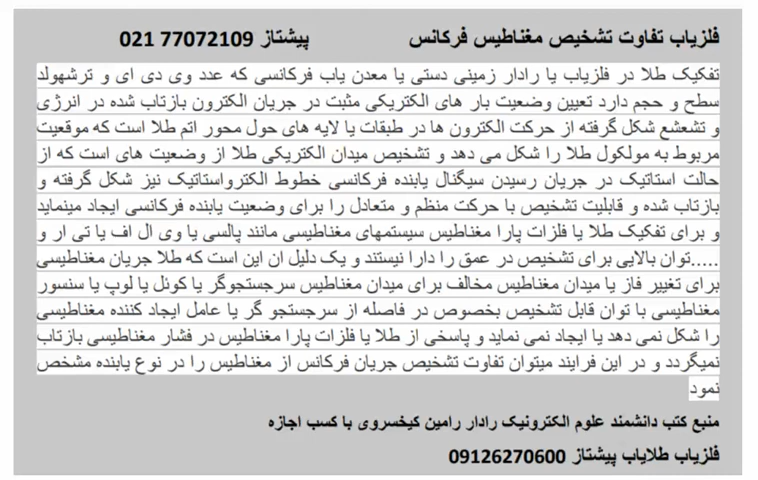 فلزیاب تفاوت تشخیص مغناطیس فرکانس پیشتاز 77072109 021
تفکیک طلا در فلزیاب یا رادار زمینی دستی یا معدن یاب فرکانسی که عدد وی دی ای و ترشهولد
سطح و حجم دارد تعیین وضعیت بار های الکتریکی مثبت در جریان الکترون بازتاب شده در انرژی
و تشعشع شکل گرفته از حرکت الکترون ها در طبقات یا لایه های حول محور اتم طلا است که موقعیت
مربوط به مولکول طلا را شکل می دهد و تشخیص میدان الکتریکی طلا از وضعیت های است که از
حالت استاتیک در جریان رسیدن سیگنال یابنده فرکانسی خطوط الکترواستاتیک نیز شکل گرفته و
بازتاب شده و قابلیت تشخیص با حرکت منظم و متعادل را برای وضعیت یابنده فرکانسی ایجاد مینماید
و برای تفکیک طلا یا فلزات پارا مغناطیس سیستمهای مغناطیسی مانند پالسی یا وی ال اف یا تی ار و
.....توان بالایی برای تشخیص در عمق را دارا نیستند و یک دلیل ان این است که طلا جریان مغناطیسی
برای تغییر فاز یا میدان مغناطیس مخالف برای میدان مغناطیس سرجستجوگر یا کوئل یا لوپ یا سنسور
مغناطیسی با توان قابل تشخیص بخصوص در فاصله از سرجستجو گر یا عامل ایجاد کننده مغناطیسی
را شکل نمی دهد یا ایجاد نمی نماید و پاسخی از طلا یا فلزات پارا مغناطیس در فشار مغناطیسی بازتاب
نمیگردد و در این فرایند میتوان تفاوت تشخیص جریان فرکانس از مغناطیس را در نوع یابنده مشخص
نمود
منبع کتب دانشمند علوم الکترونیک رادار رامین کیخسروی با کسب اجازه
فلزیاب طلایاب پیشتاز 09126270600